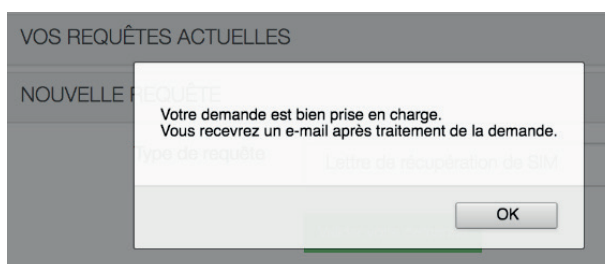 VOS REQUÊTES ACTUELLES
NOUVELLE REQUÊTE
Votre demande est bien prise en charge.
Vous recevrez un e-mail après traitement de la demande.
Type de requête
Lettre de récupération de SIM
OK